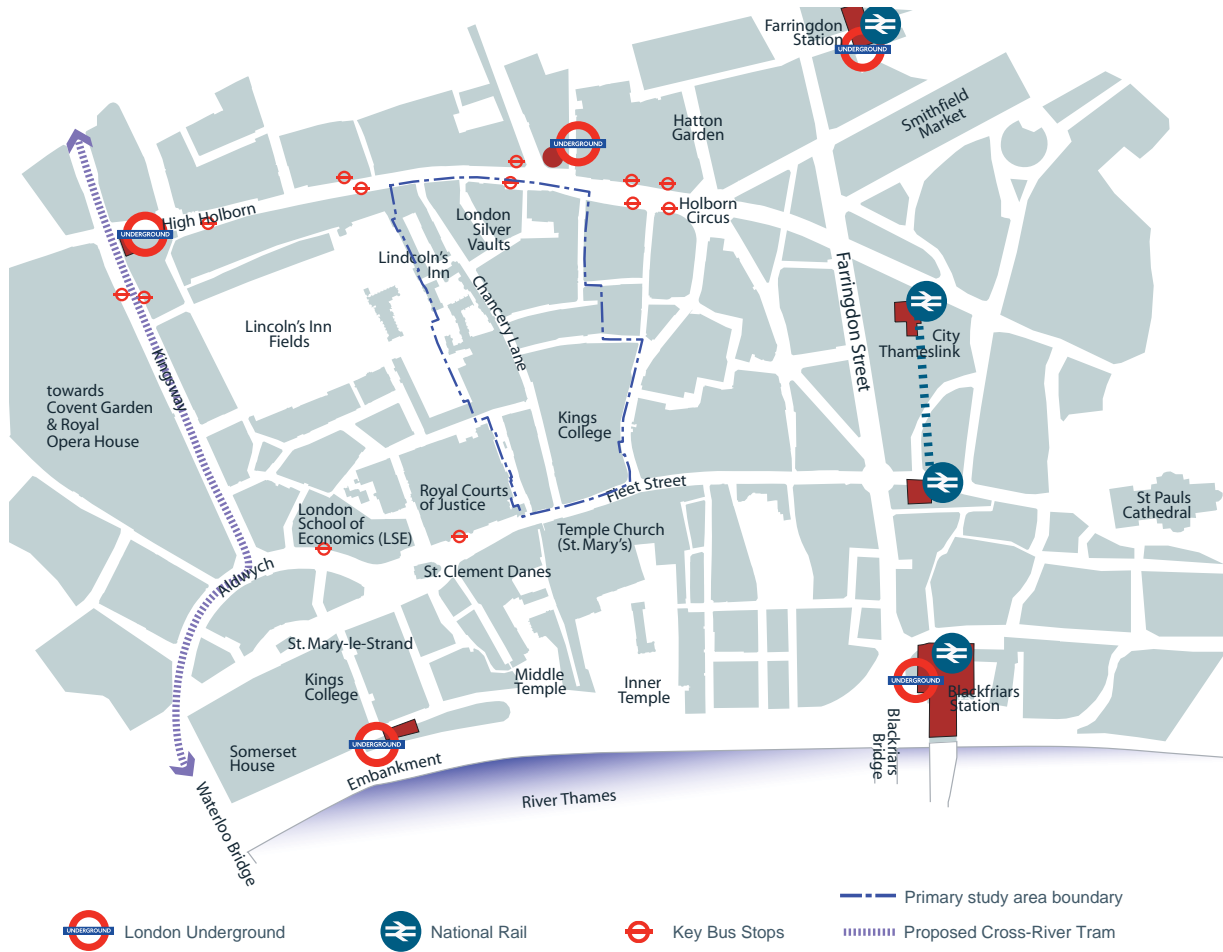 Farringdon
Station
UNDERGROUND
Smithfield
Market
Hatton
Garden
UNDERGROUND
High Holborn
UNDERGROUND
London
Silver
Vaults
Holborn
Circus
Lindcoln's
Inn
Chancery Lane
Lincoln's Inn
Fields
Farringdon Street
City
Thameslink
Kingsway
towards
Covent Garden
& Royal
Opera House
Kings
College
Royal Courts
of Justice
Fleet Street
London
School of
Economics (LSE)
Temple Church
(St. Mary's)
St Pauls
Cathedral
Aldwych
St. Clement Danes
St. Mary-le-Strand
Kings
College
Middle
Temple
Inner
Temple
UNDERGROUND
Blackfriars
Station
Blackfriars
Bridge
Somerset
House
UNDERGROUND
Embankment
River Thames
Waterloo Bridge
Primary study area boundary
UNDERGROUND
London Underground
National Rail
Key Bus Stops
Proposed Cross-River Tram